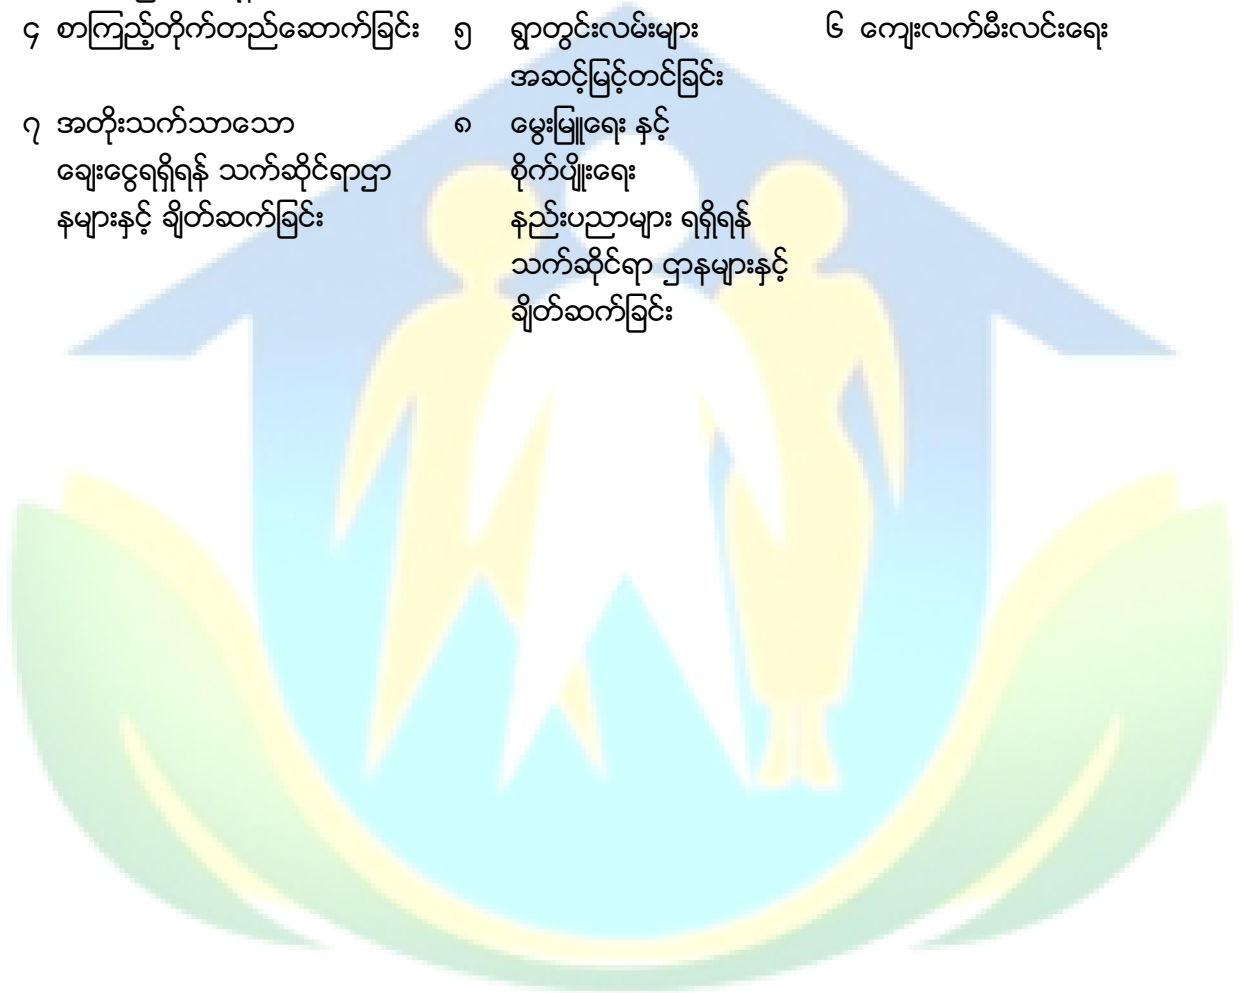 ၄ စာကြည့်တိုက်တည်ဆောက်ခြင်း ၅ ရွာတွင်းလမ်းများ ၆ ကျေးလက်မီးလင်းရေး
အဆင့်မြှင့်တင်ခြင်း
၇ အတိုးသက်သာသော ၈ မွေးမြူရေး နှင့်
ချေးငွေရရှိရန် သက်ဆိုင်ရာဌာ စိုက်ပျိုးရေး
နများနှင့် ချိတ်ဆက်ခြင်း နည်းပညာများ ရရှိရန်
သက်ဆိုင်ရာ ဌာနများနှင့်
ချိတ်ဆက်ခြင်း